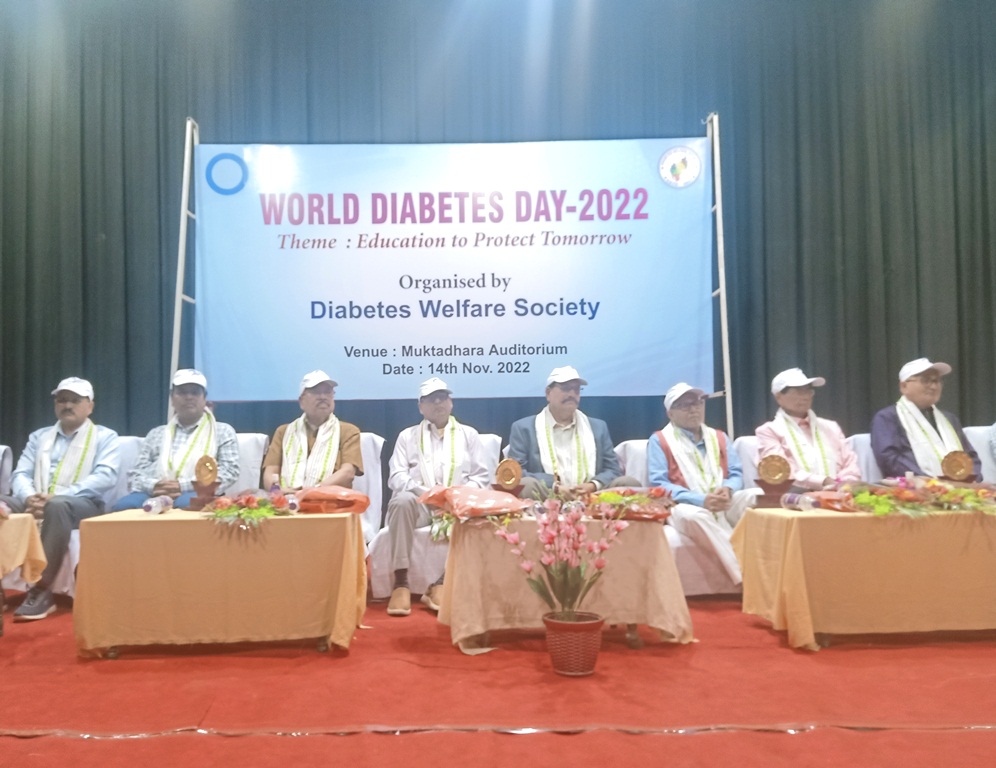 WORLD DIABETES DAY-2022
Theme : Education to Protect Tomorrow
Organised by
Diabetes Welfare Society
Venue : Muktadhara Auditorium
Date : 14th Nov. 2022